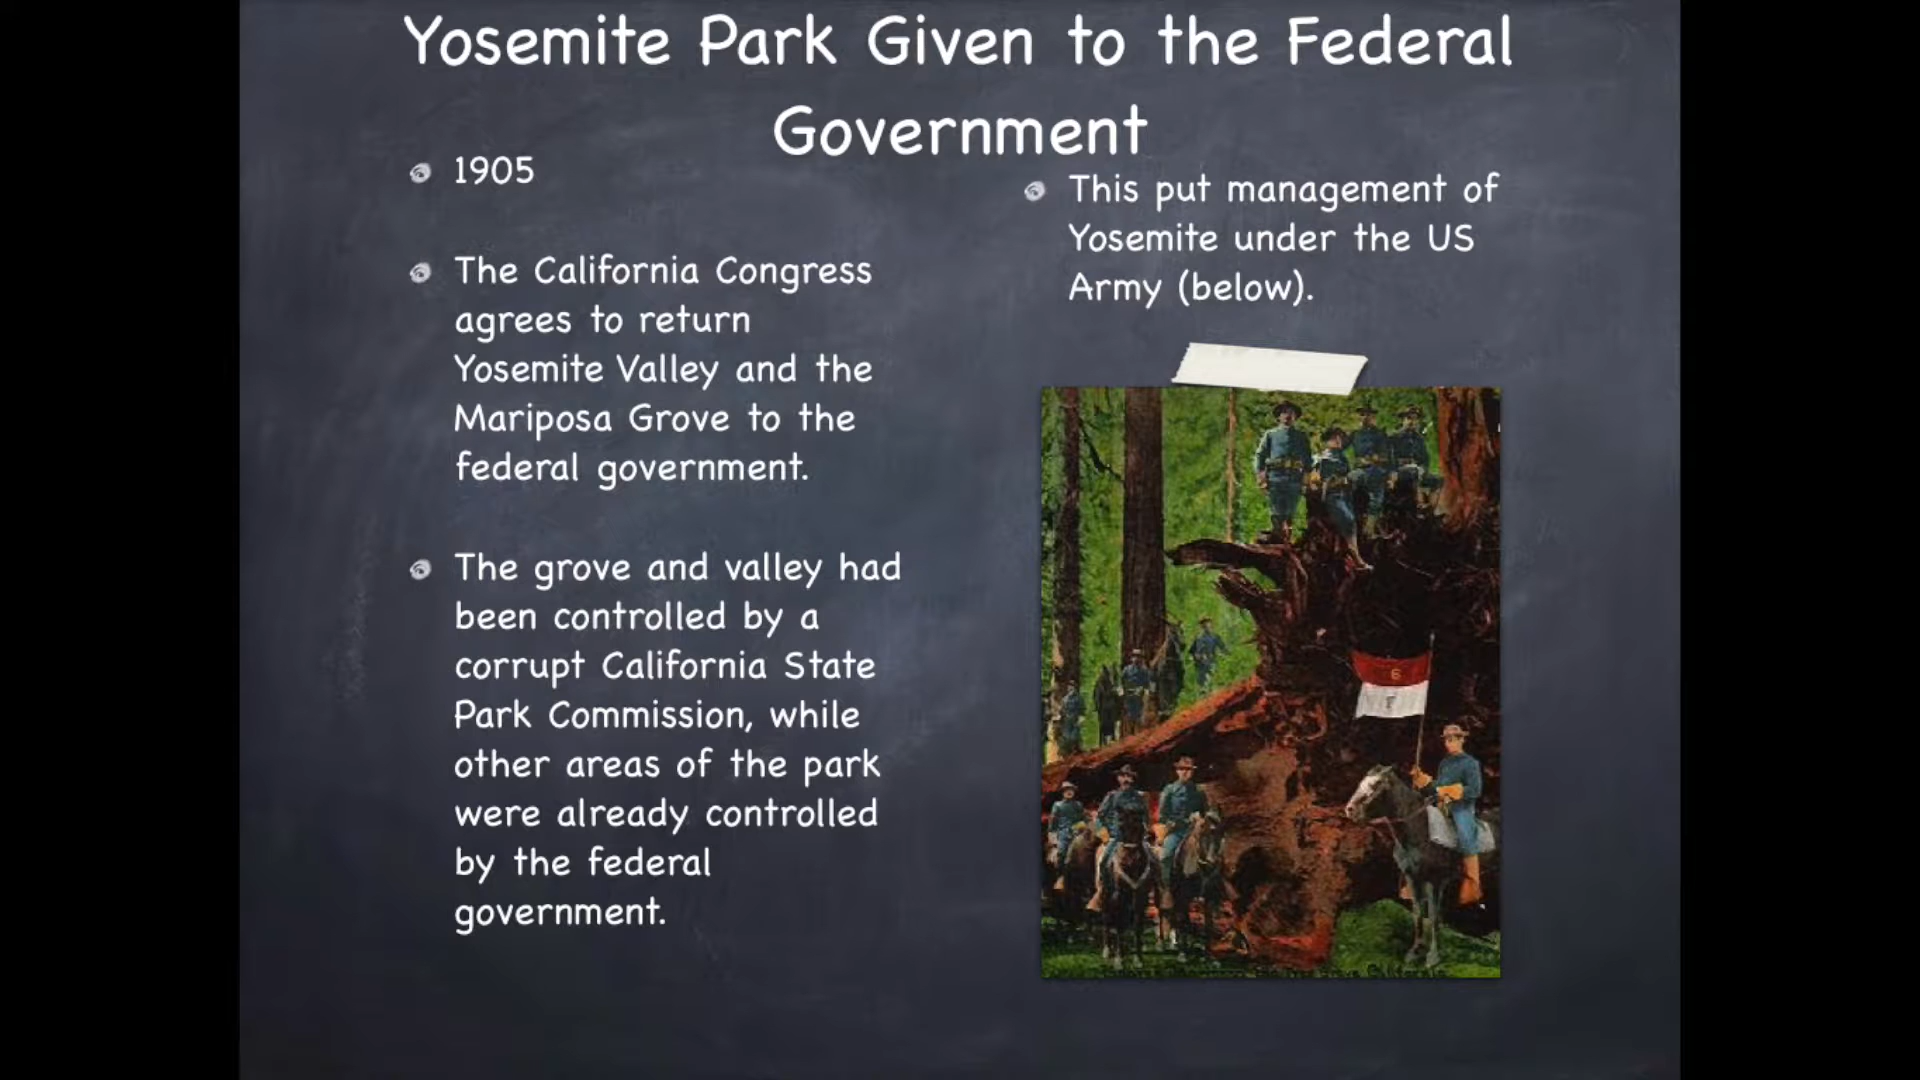 Yosemite Park Given to the Federal
Government
1905
The California Congress
agrees to return
Yosemite Valley and the
Mariposa Grove to the
federal government.
The grove and valley had
been controlled by a
corrupt California State
Park Commission, while
other areas of the park
were already controlled
by the federal
government.
This put management of
Yosemite under the US
Army (below).
6
F